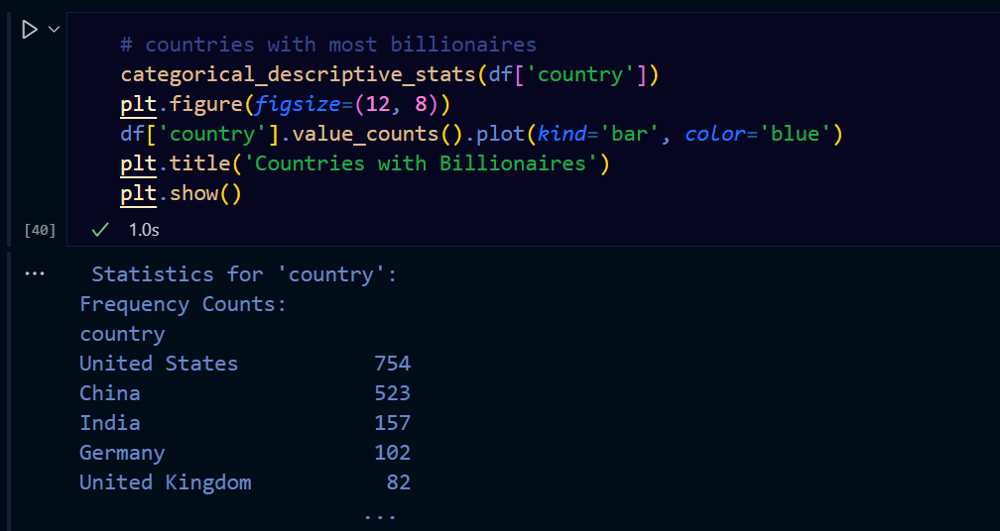 # countries with most billionaires
categorical_descriptive_stats(df['country'])
plt.figure(figsize=(12, 8))
df['country'].value_counts().plot(kind='bar', color='blue')
plt.title('Countries with Billionaires')
plt.show()
[40] 1.0s
... Statistics for 'country':
Frequency Counts:
country
United States 754
China 523
India 157
Germany 102
United Kingdom 82
...